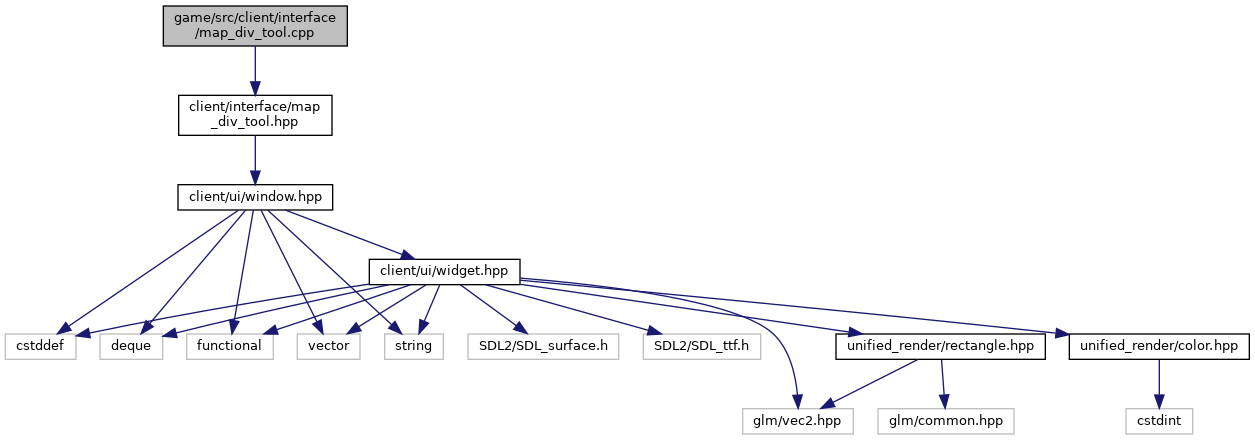 game/src/client/interface
/map_div_tool.cpp
client/interface/map
_div_tool.hpp
client/ui/window.hpp
client/ui/widget.hpp
cstddef
deque
functional
vector
string
SDL2/SDL_surface.h
SDL2/SDL_ttf.h
unified_render/rectangle.hpp
unified_render/color.hpp
glm/vec2.hpp
glm/common.hpp
cstdint